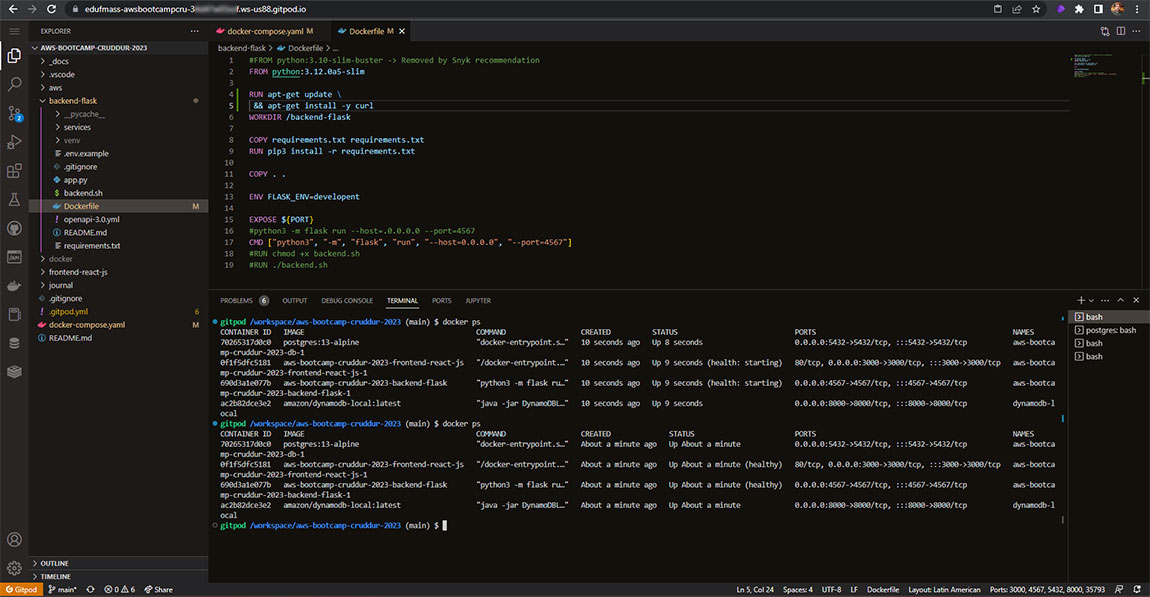 edufmass-awsbootcampcru-3 .ws-us88.gitpod.io
EXPLORER
AWS-BOOTCAMP-CRUDDUR-2023
_docs
.vscode
aws
backend-flask
__pycache__
services
venv
.env.example
.gitignore
app.py
$ backend.sh
Dockerfile M
! openapi-3.0.yml
README.md
requirements.txt
docker
frontend-react-js
journal
.gitignore
! .gitpod.yml 6
docker-compose.yaml M
README.md
OUTLINE
TIMELINE
2
docker-compose.yaml M
Dockerfile M
backend-flask > Dockerfile > ...
1 #FROM python:3.10-slim-buster -> Removed by Snyk recommendation
2 FROM python:3.12.0a5-slim
3
4 RUN apt-get update \
5 && apt-get install -y curl
6 WORKDIR /backend-flask
7
8 COPY requirements.txt requirements.txt
9 RUN pip3 install -r requirements.txt
10
11 COPY . .
12
13 ENV FLASK_ENV=developent
14
15 EXPOSE ${PORT}
16 #python3 -m flask run --host=.0.0.0.0 --port=4567
17 CMD ["python3", "-m", "flask", "run", "--host=0.0.0.0", "--port=4567"]
18 #RUN chmod +x backend.sh
19 #RUN ./backend.sh
PROBLEMS 6 OUTPUT DEBUG CONSOLE TERMINAL PORTS JUPYTER
gitpod /workspace/aws-bootcamp-cruddur-2023 (main) $ docker ps
CONTAINER ID IMAGE COMMAND CREATED STATUS PORTS NAMES
70265317d0c0 postgres:13-alpine "docker-entrypoint.s…" 10 seconds ago Up 8 seconds 0.0.0.0:5432->5432/tcp, :::5432->5432/tcp aws-bootca
mp-cruddur-2023-db-1
0f1f5dfc5181 aws-bootcamp-cruddur-2023-frontend-react-js "/docker-entrypoint.…" 10 seconds ago Up 9 seconds (health: starting) 80/tcp, 0.0.0.0:3000->3000/tcp, :::3000->3000/tcp aws-bootca
mp-cruddur-2023-frontend-react-js-1
690d3a1e077b aws-bootcamp-cruddur-2023-backend-flask "python3 -m flask ru…" 10 seconds ago Up 9 seconds (health: starting) 0.0.0.0:4567->4567/tcp, :::4567->4567/tcp aws-bootca
mp-cruddur-2023-backend-flask-1
ac2b82dce3e2 amazon/dynamodb-local:latest "java -jar DynamoDBL…" 10 seconds ago Up 9 seconds 0.0.0.0:8000->8000/tcp, :::8000->8000/tcp dynamodb-l
ocal
gitpod /workspace/aws-bootcamp-cruddur-2023 (main) $ docker ps
CONTAINER ID IMAGE COMMAND CREATED STATUS PORTS NAMES
70265317d0c0 postgres:13-alpine "docker-entrypoint.s…" About a minute ago Up About a minute 0.0.0.0:5432->5432/tcp, :::5432->5432/tcp aws-bootca
mp-cruddur-2023-db-1
0f1f5dfc5181 aws-bootcamp-cruddur-2023-frontend-react-js "/docker-entrypoint.…" About a minute ago Up About a minute (healthy) 80/tcp, 0.0.0.0:3000->3000/tcp, :::3000->3000/tcp aws-bootca
mp-cruddur-2023-frontend-react-js-1
690d3a1e077b aws-bootcamp-cruddur-2023-backend-flask "python3 -m flask ru…" About a minute ago Up About a minute (healthy) 0.0.0.0:4567->4567/tcp, :::4567->4567/tcp aws-bootca
mp-cruddur-2023-backend-flask-1
ac2b82dce3e2 amazon/dynamodb-local:latest "java -jar DynamoDBL…" About a minute ago Up About a minute 0.0.0.0:8000->8000/tcp, :::8000->8000/tcp dynamodb-l
ocal
gitpod /workspace/aws-bootcamp-cruddur-2023 (main) $
bash
postgres: bash
bash
bash
Gitpod main* 0 6 Share Ln 5, Col 24 Spaces: 4 UTF-8 LF Dockerfile Layout: Latin American Ports: 3000, 4567, 5432, 8000, 35793